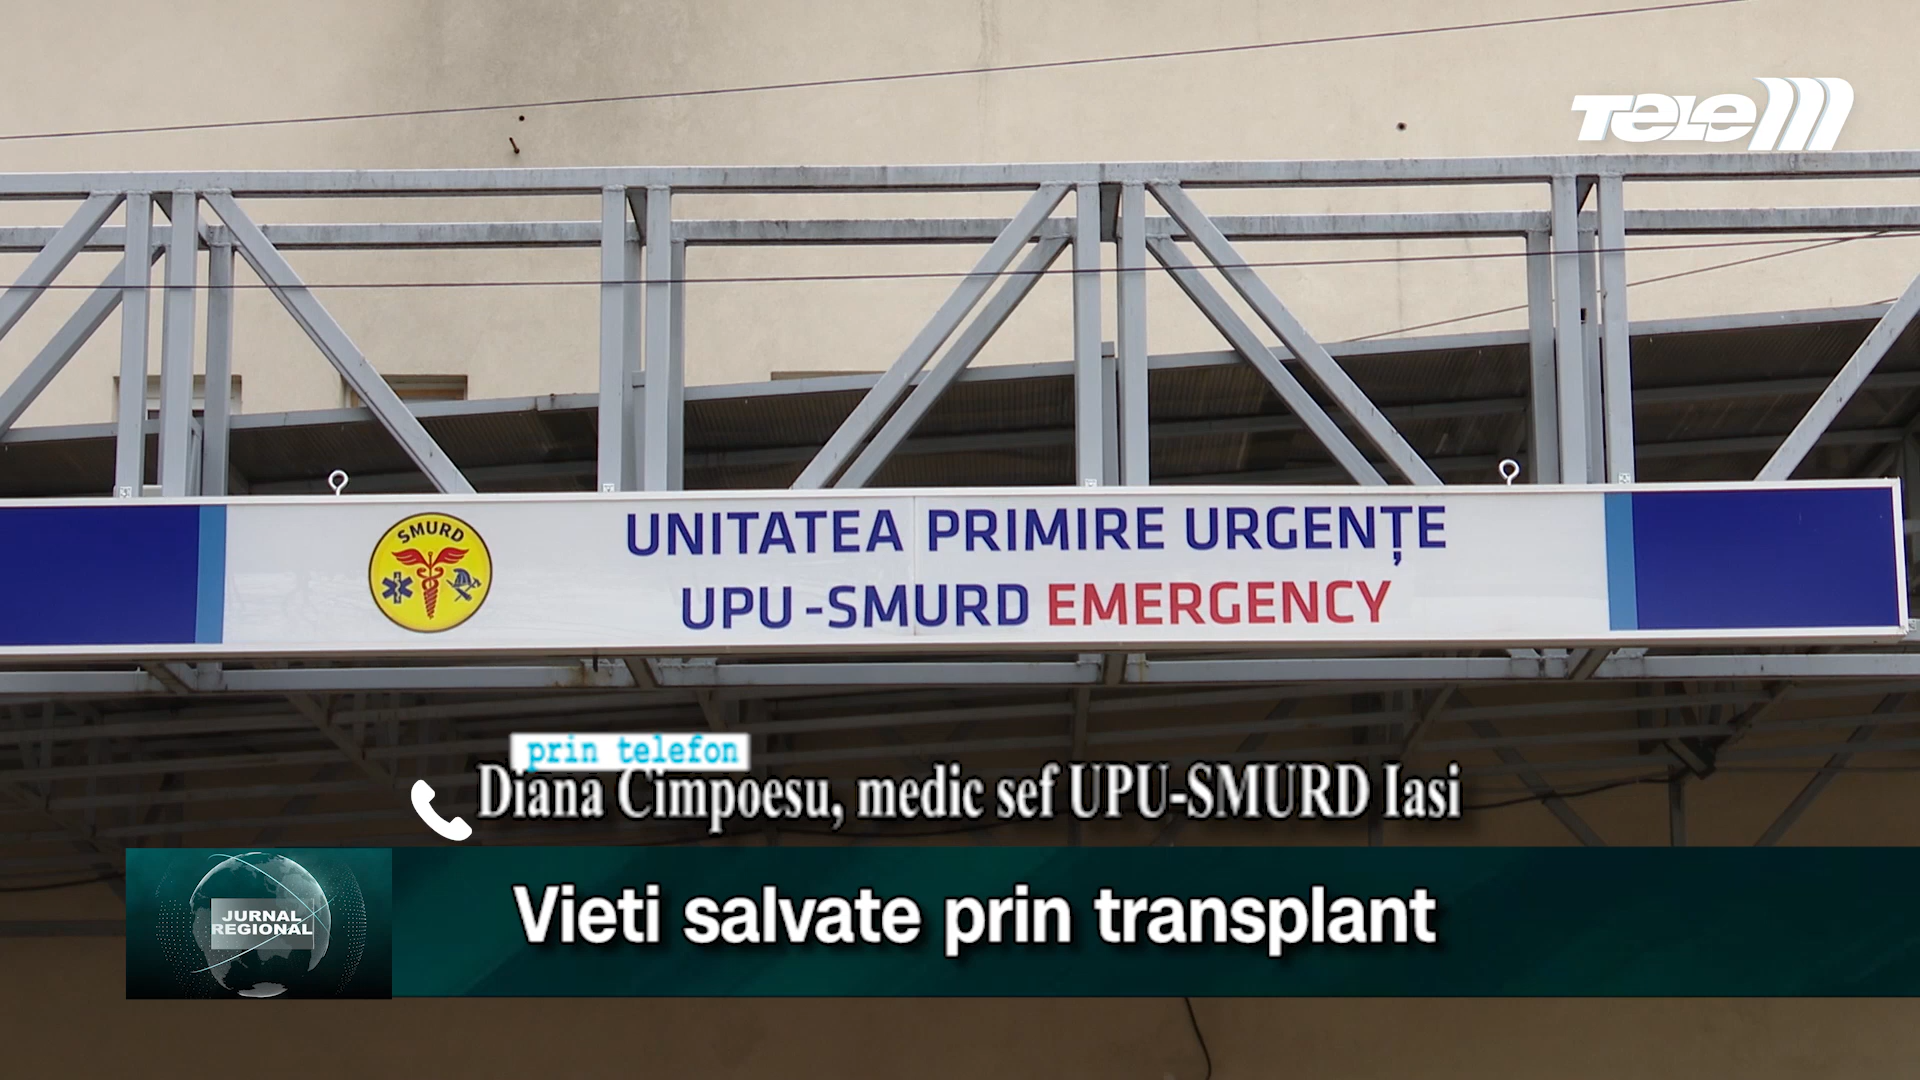 TELEM
SMURD
UNITATEA PRIMIRE URGENȚE
UPU-SMURD EMERGENCY
prin telefon
Diana Cimpoesu, medic sef UPU-SMURD Iasi
JURNAL
REGIONAL
Vieti salvate prin transplant